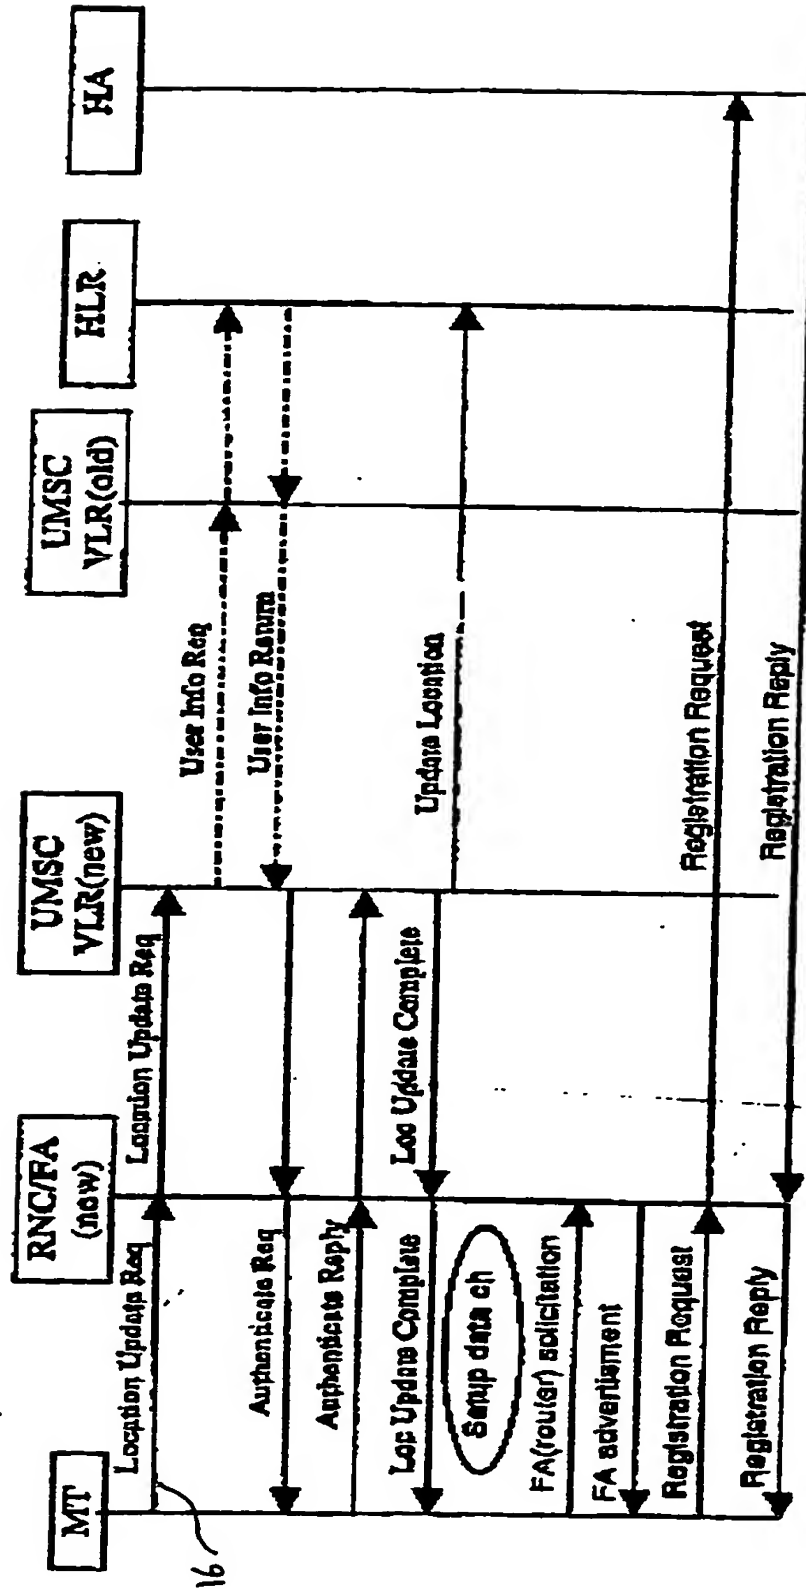 MT
RNC/FA
(new)
UMSC
VLR(new)
UMSC
VLR(old)
HLR
HA
16
Location Update Req
Location Update Req
User Info Req
User Info Return
Authenticate Req
Authenticate Reply
Loc Update Complete
Loc Update Complete
Update Location
Setup data ch
FA(router) solicitation
FA advertisment
Registration Request
Registration Request
Registration Reply
Registration Reply